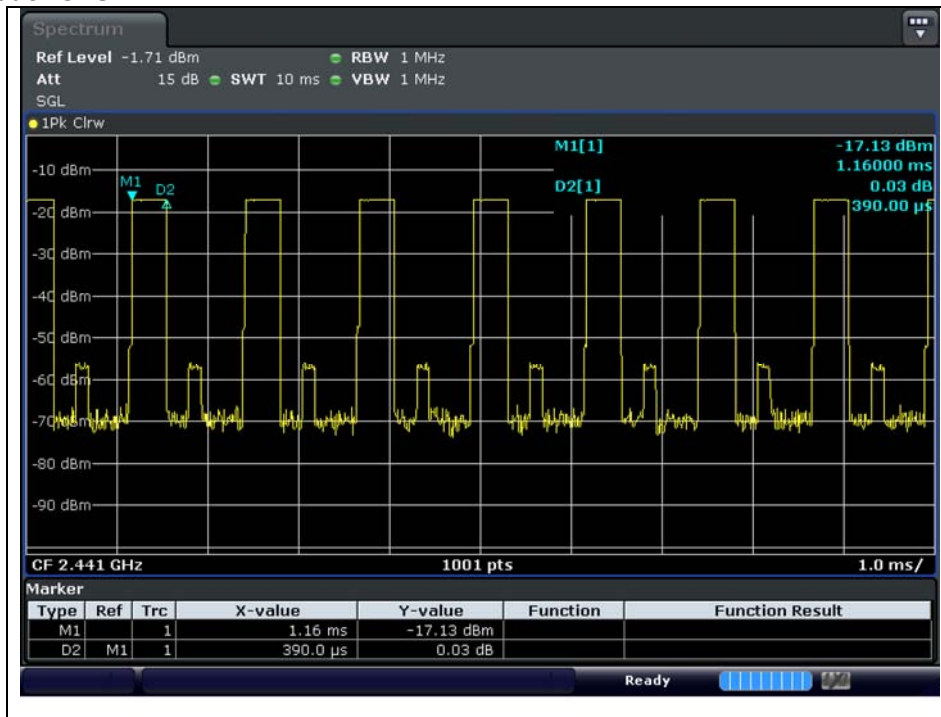 Spectrum
Ref Level -1.71 dBm RBW 1 MHz
Att 15 dB SWT 10 ms VBW 1 MHz
SGL
1Pk Clrw
M1[1] -17.13 dBm
1.16000 ms
D2[1] 0.03 dB
390.00 µs
M1
D2
-10 dBm
-20 dBm
-30 dBm
-40 dBm
-50 dBm
-60 dBm
-70 dBm
-80 dBm
-90 dBm
CF 2.441 GHz 1001 pts 1.0 ms/
Marker
Type Ref Trc X-value Y-value Function Function Result
M1 1 1.16 ms -17.13 dBm
D2 M1 1 390.0 µs 0.03 dB
Ready